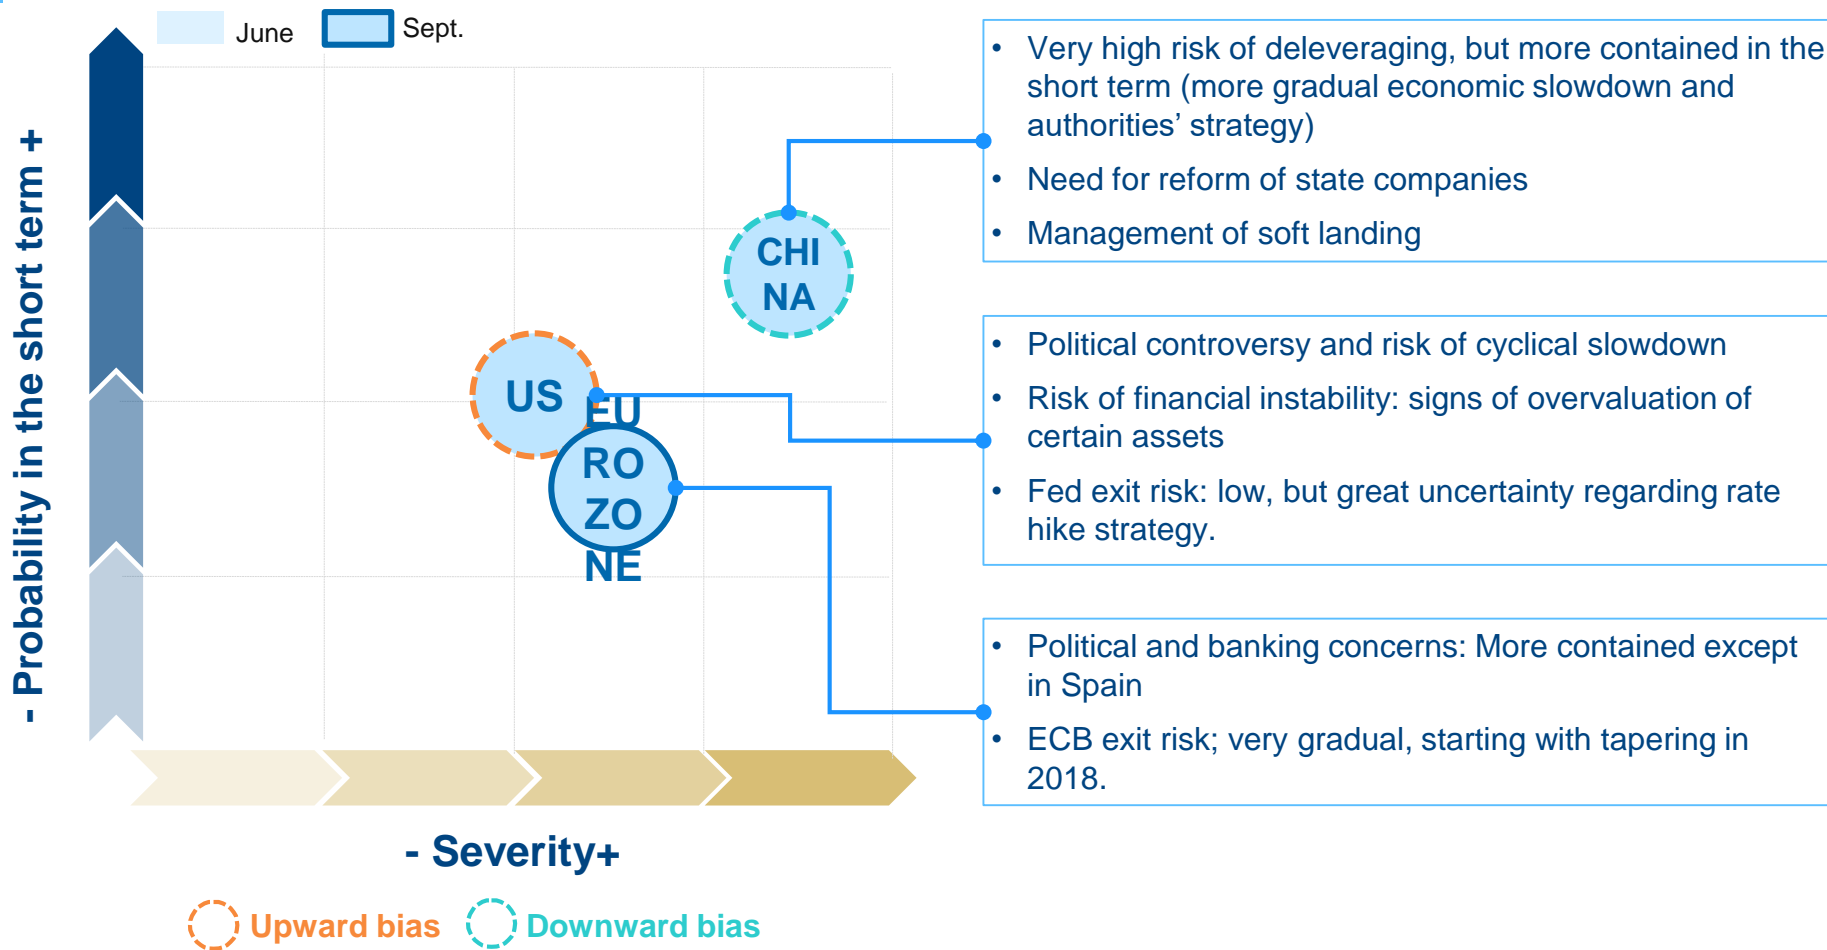 June
Sept.
- Probability in the short term +
CHI
NA
US
EU
RO
ZO
NE
• Very high risk of deleveraging, but more contained in the
short term (more gradual economic slowdown and
authorities’ strategy)
• Need for reform of state companies
• Management of soft landing
• Political controversy and risk of cyclical slowdown
• Risk of financial instability: signs of overvaluation of
certain assets
• Fed exit risk: low, but great uncertainty regarding rate
hike strategy.
• Political and banking concerns: More contained except
in Spain
• ECB exit risk; very gradual, starting with tapering in
2018.
- Severity+
Upward bias
Downward bias